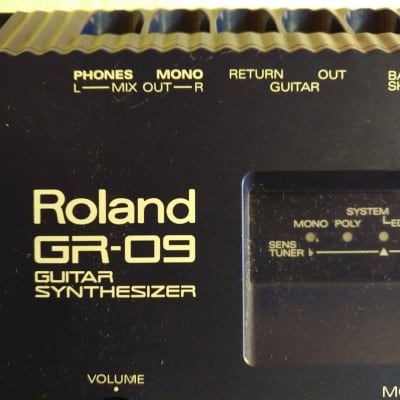 PHONES MONO RETURN OUT
L MIX OUT R GUITAR
Roland
GR-09
GUITAR
SYNTHESIZER
SYSTEM
MONO POLY
SENS
TUNER ♭
VOLUME